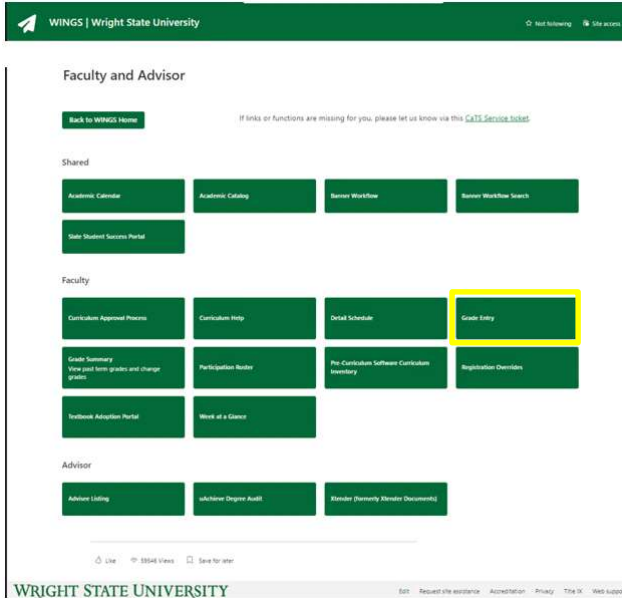 WINGS | Wright State University
Not following
Site access
Faculty and Advisor
Back to WINGS Home
If links or functions are missing for you, please let us know via this CaTS Service ticket.
Shared
Academic Calendar
Academic Catalog
Banner Workflow
Banner Workflow Search
Slate Student Success Portal
Faculty
Curriculum Approval Process
Curriculum Help
Detail Schedule
Grade Entry
Grade Summary
View past term grades and change
grades
Participation Roster
Pre-Curriculum Software Curriculum
Inventory
Registration Overrides
Textbook Adoption Portal
Week at a Glance
Advisor
Advisee Listing
uAchieve Degree Audit
Xtender (formerly Xtender Documents)
Like
Views
Save for later
WRIGHT STATE UNIVERSITY
Edit
Request site assistance
Accreditation
Privacy
Title IX
Web suppo